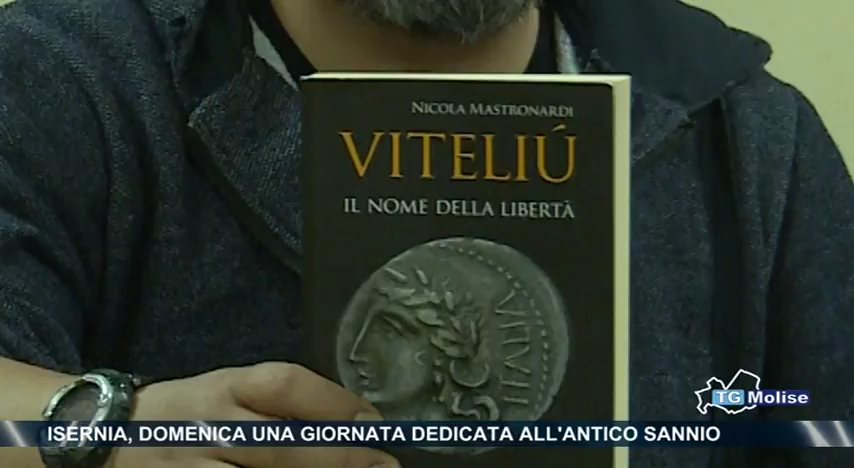 NICOLA MASTRONARDI
VITELIÚ
IL NOME DELLA LIBERTÀ
TG Molise
ISERNIA, DOMENICA UNA GIORNATA DEDICATA ALL'ANTICO SANNIO